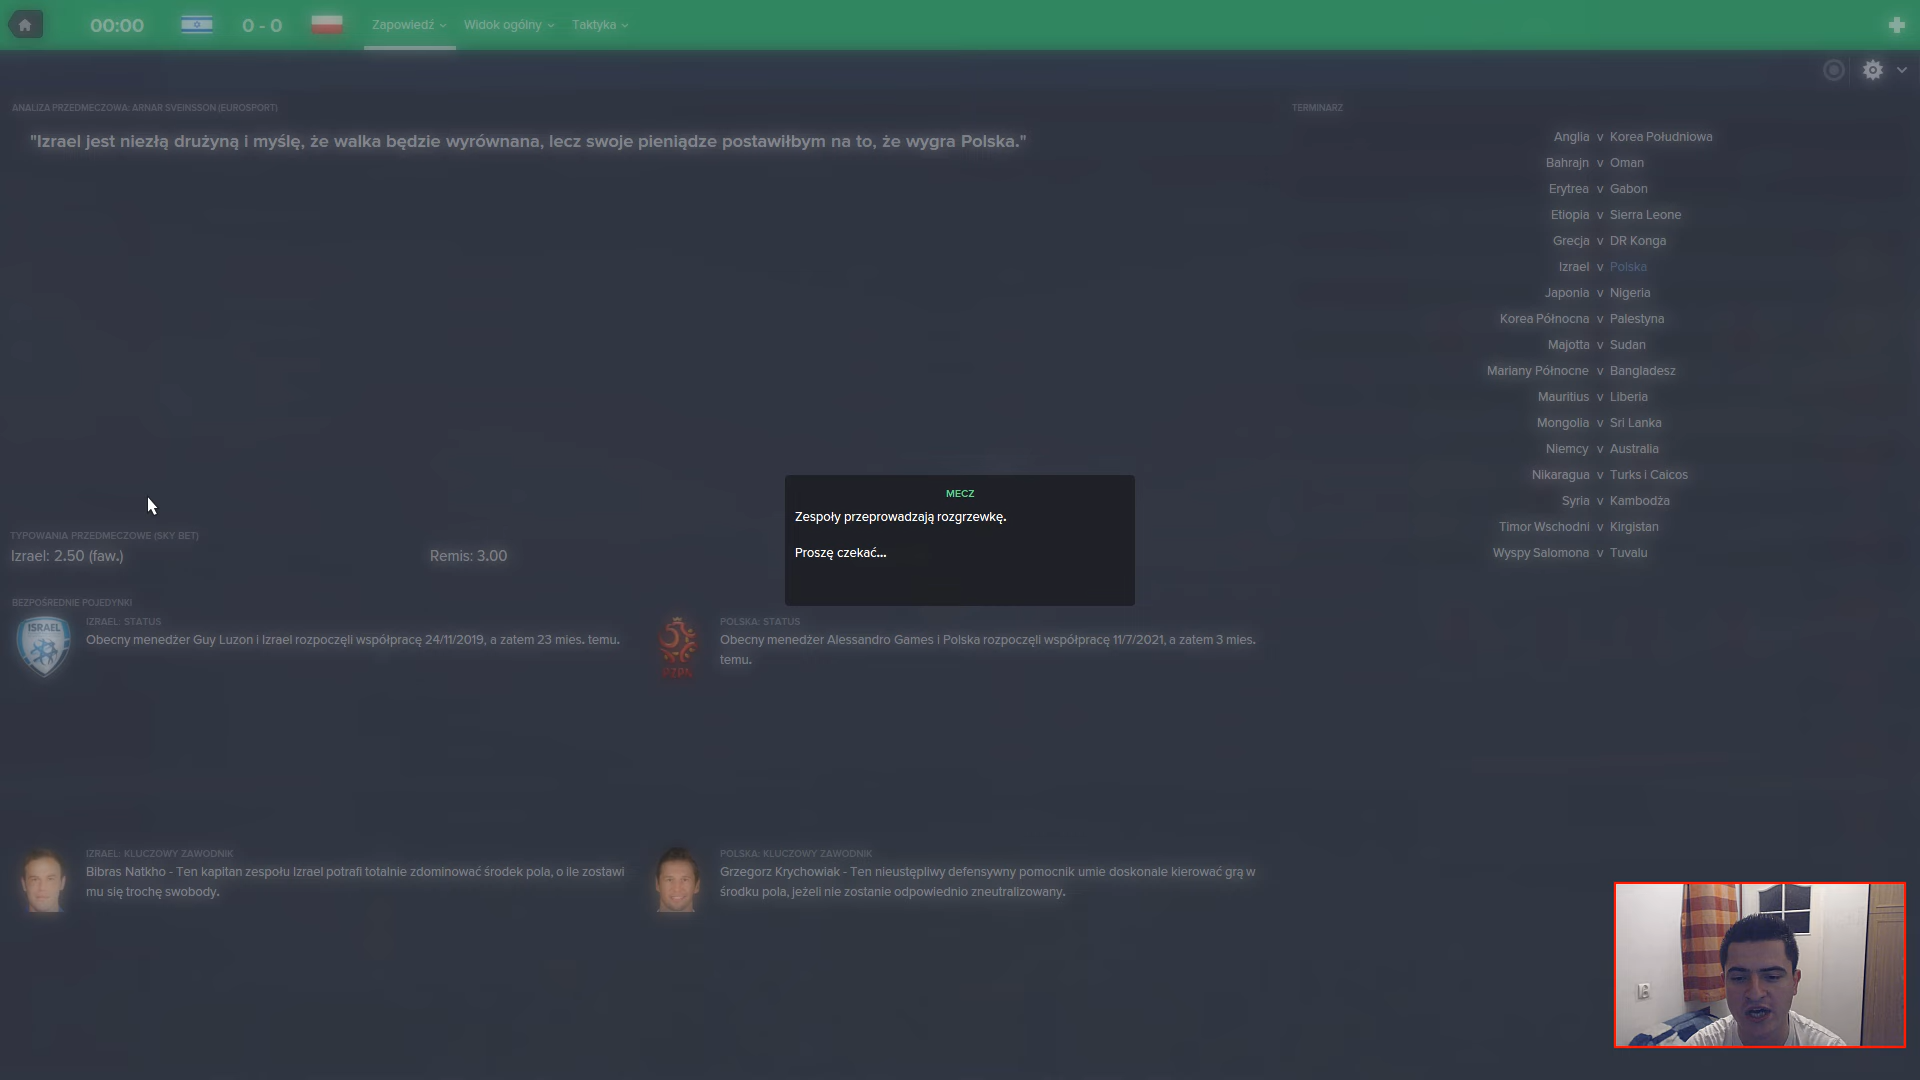 00:00
0 - 0
Zapowiedź
Widok ogólny
Taktyka
ANALIZA PRZEDMECZOWA: ARNAR SVEINSSON (EUROSPORT)
"Izrael jest niezłą drużyną i myślę, że walka będzie wyrównana, lecz swoje pieniądze postawiłbym na to, że wygra Polska."
TERMINARZ
Anglia v Korea Południowa
Bahrajn v Oman
Erytrea v Gabon
Etiopia v Sierra Leone
Grecja v DR Konga
Izrael v Polska
Japonia v Nigeria
Korea Północna v Palestyna
Majotta v Sudan
Mariany Północne v Bangladesz
Mauritius v Liberia
Mongolia v Sri Lanka
Niemcy v Australia
Nikaragua v Turks i Caicos
Syria v Kambodża
Timor Wschodni v Kirgistan
Wyspy Salomona v Tuvalu
MECZ
Zespoły przeprowadzają rozgrzewkę.
Proszę czekać...
TYPOWANIA PRZEDMECZOWE (SKY BET)
Izrael: 2.50 (faw.)
Remis: 3.00
BEZPOŚREDNIE POJEDYNKI
ISRAEL
IZRAEL: STATUS
Obecny menedżer Guy Luzon i Izrael rozpoczęli współpracę 24/11/2019, a zatem 23 mies. temu.
PZPN
POLSKA: STATUS
Obecny menedżer Alessandro Games i Polska rozpoczęli współpracę 11/7/2021, a zatem 3 mies.
temu.
IZRAEL: KLUCZOWY ZAWODNIK
Bibras Natkho - Ten kapitan zespołu Izrael potrafi totalnie zdominować środek pola, o ile zostawi
mu się trochę swobody.
POLSKA: KLUCZOWY ZAWODNIK
Grzegorz Krychowiak - Ten nieustępliwy defensywny pomocnik umie doskonale kierować grą w
środku pola, jeżeli nie zostanie odpowiednio zneutralizowany.